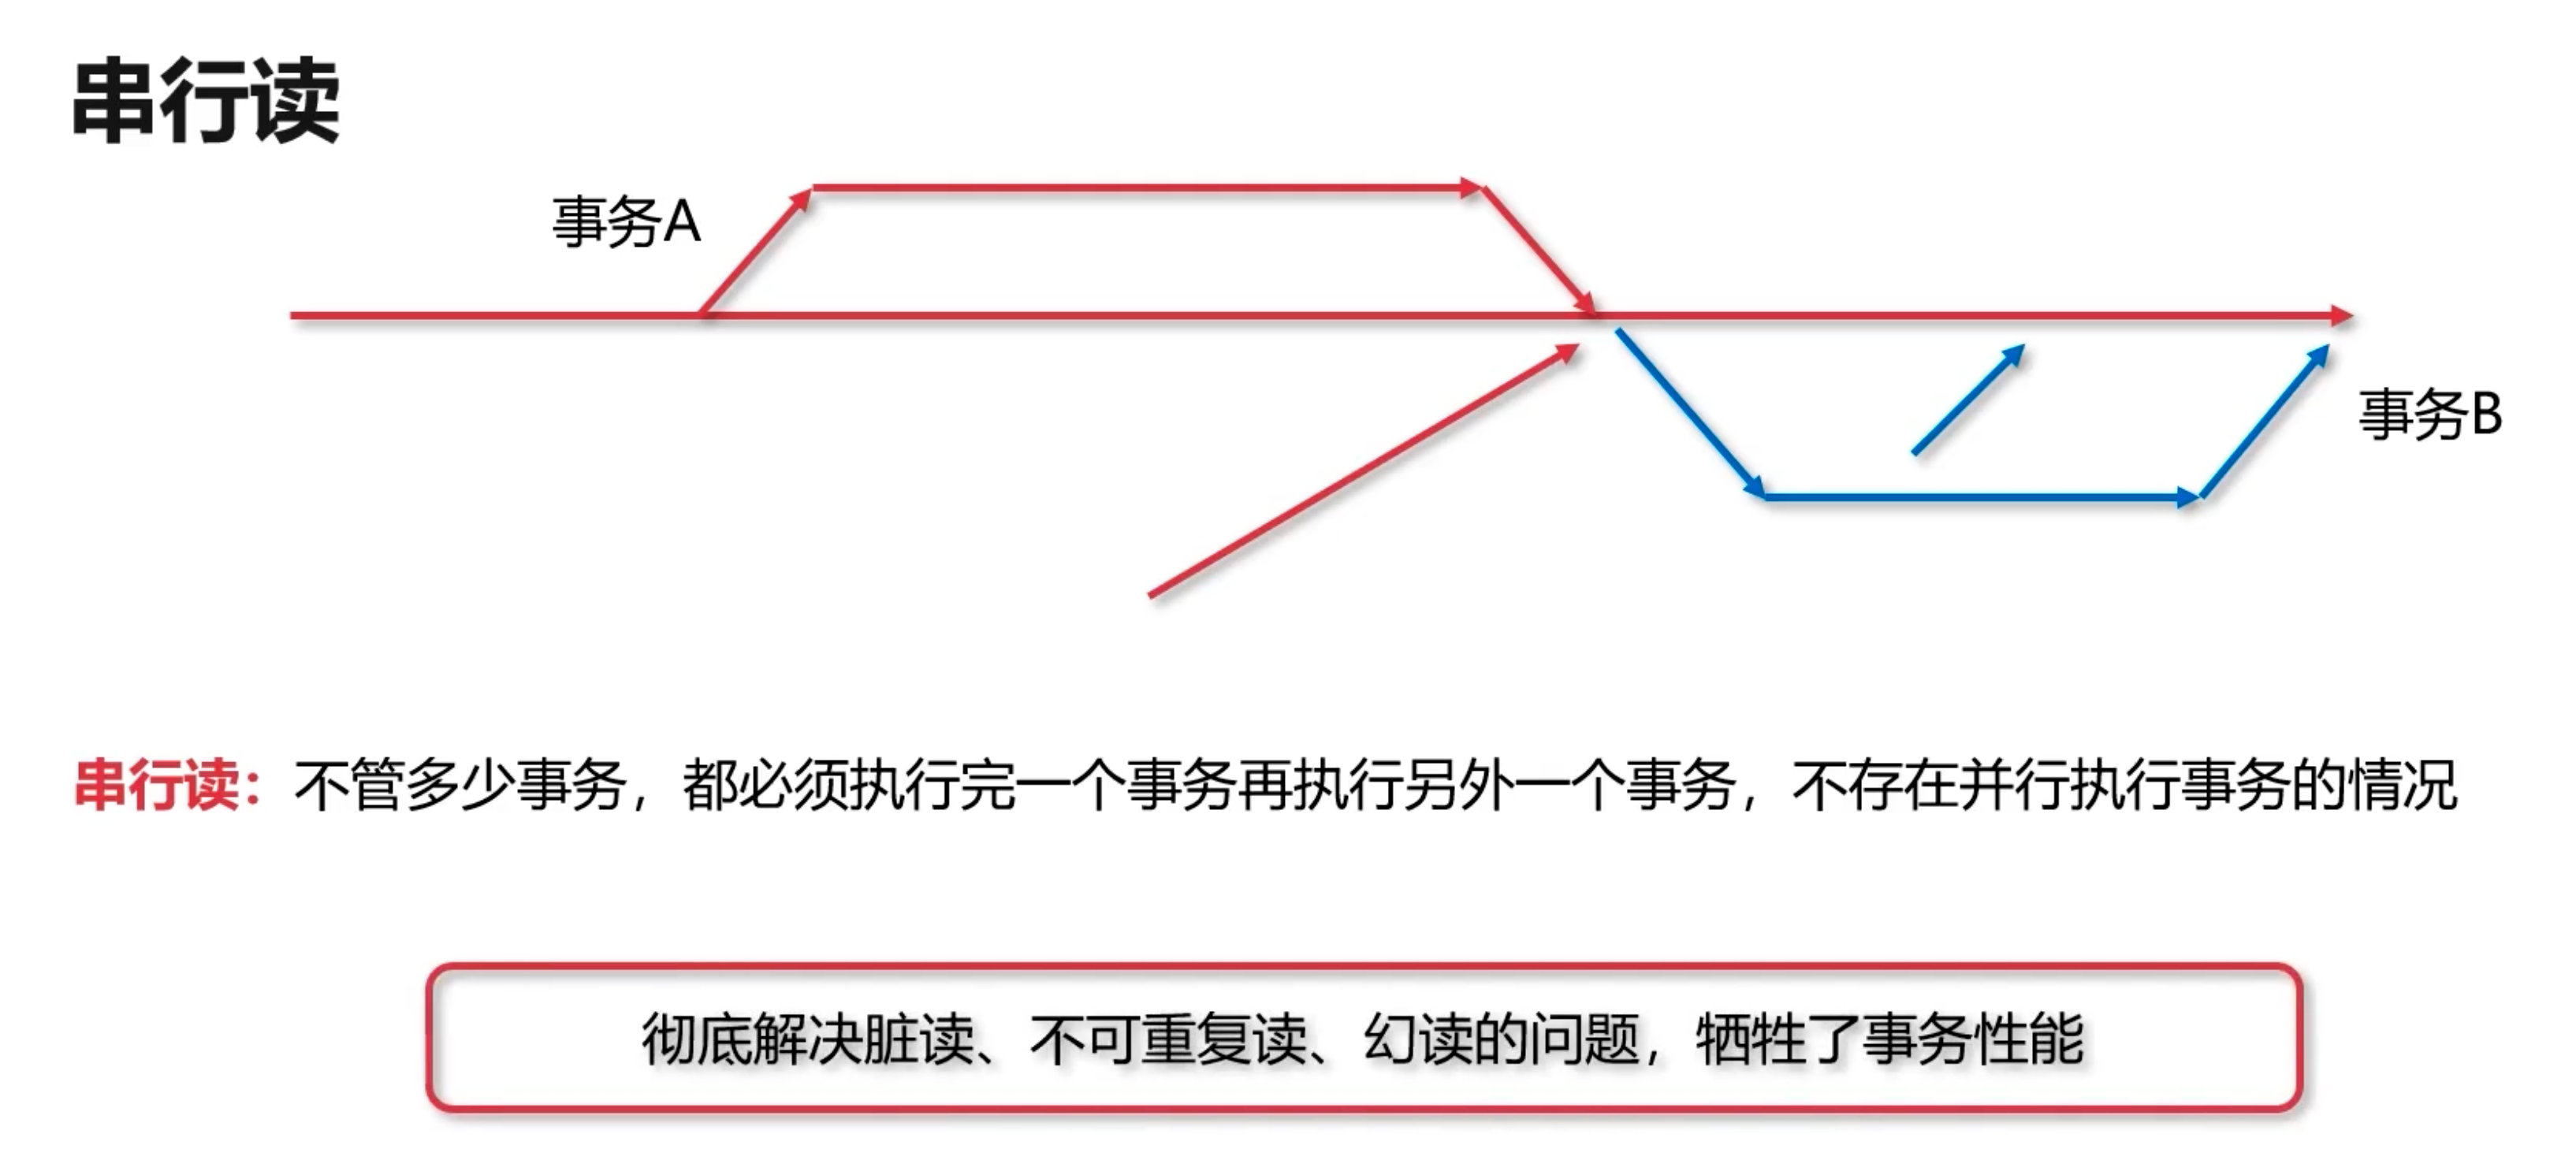 串行读
事务A
事务B
串行读：不管多少事务，都必须执行完一个事务再执行另外一个事务，不存在并行执行事务的情况
彻底解决脏读、不可重复读、幻读的问题，牺牲了事务性能